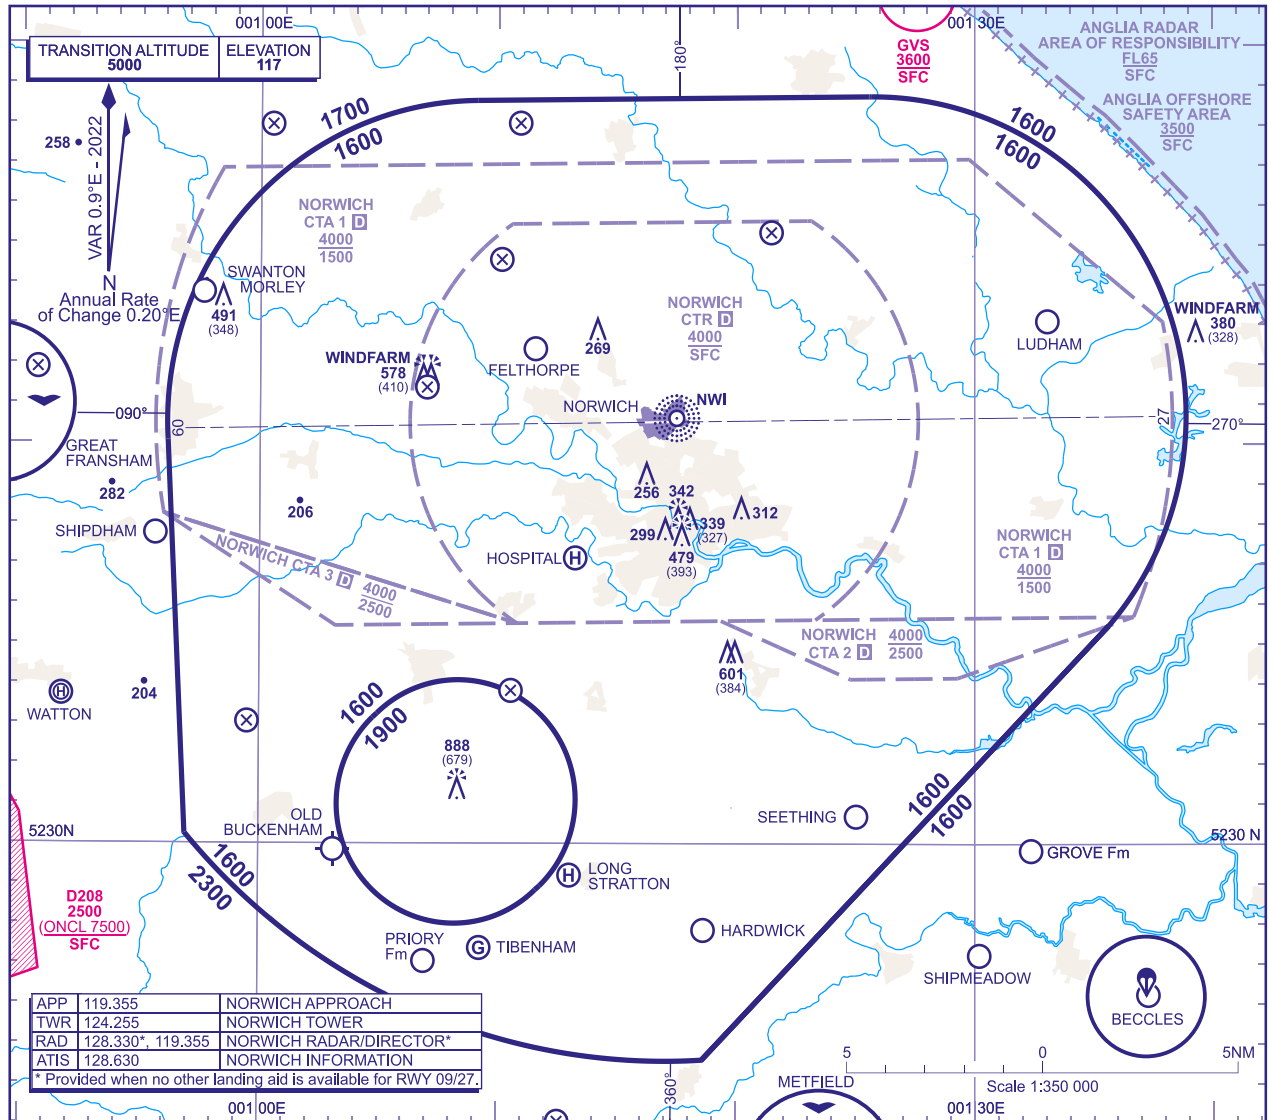 001 00E
001 30E
TRANSITION ALTITUDE
5000
ELEVATION
117
180°
GVS
3600
SFC
ANGLIA RADAR
AREA OF RESPONSIBILITY
FL65
SFC
ANGLIA OFFSHORE
SAFETY AREA
3500
SFC
258
VAR 0.9°E - 2022
N
Annual Rate
of Change 0.20°E
1700
1600
1600
1600
NORWICH
CTA 1 D
4000
1500
SWANTON
MORLEY
491
(348)
NORWICH
CTR D
4000
SFC
WINDFARM
380
(328)
LUDHAM
WINDFARM
578
(410)
269
FELTHORPE
NORWICH
NWI
090°
60
27
270°
GREAT
FRANSHAM
282
206
256
342
312
339
(327)
299
479
(393)
SHIPDHAM
HOSPITAL H
NORWICH CTA 3 D
4000
2500
NORWICH
CTA 1 D
4000
1500
NORWICH
CTA 2 D
4000
2500
601
(384)
H
WATTON
204
1600
1900
888
(679)
OLD
BUCKENHAM
SEETHING
1600
1600
5230N
5230 N
GROVE Fm
1600
2300
H LONG
STRATTON
D208
2500
(ONCL 7500)
SFC
PRIORY
Fm
G TIBENHAM
HARDWICK
SHIPMEADOW
BECCLES
APP 119.355 NORWICH APPROACH
TWR 124.255 NORWICH TOWER
RAD 128.330*, 119.355 NORWICH RADAR/DIRECTOR*
ATIS 128.630 NORWICH INFORMATION
* Provided when no other landing aid is available for RWY 09/27.
360°
5 0 5NM
Scale 1:350 000
METFIELD
001 00E
001 30E